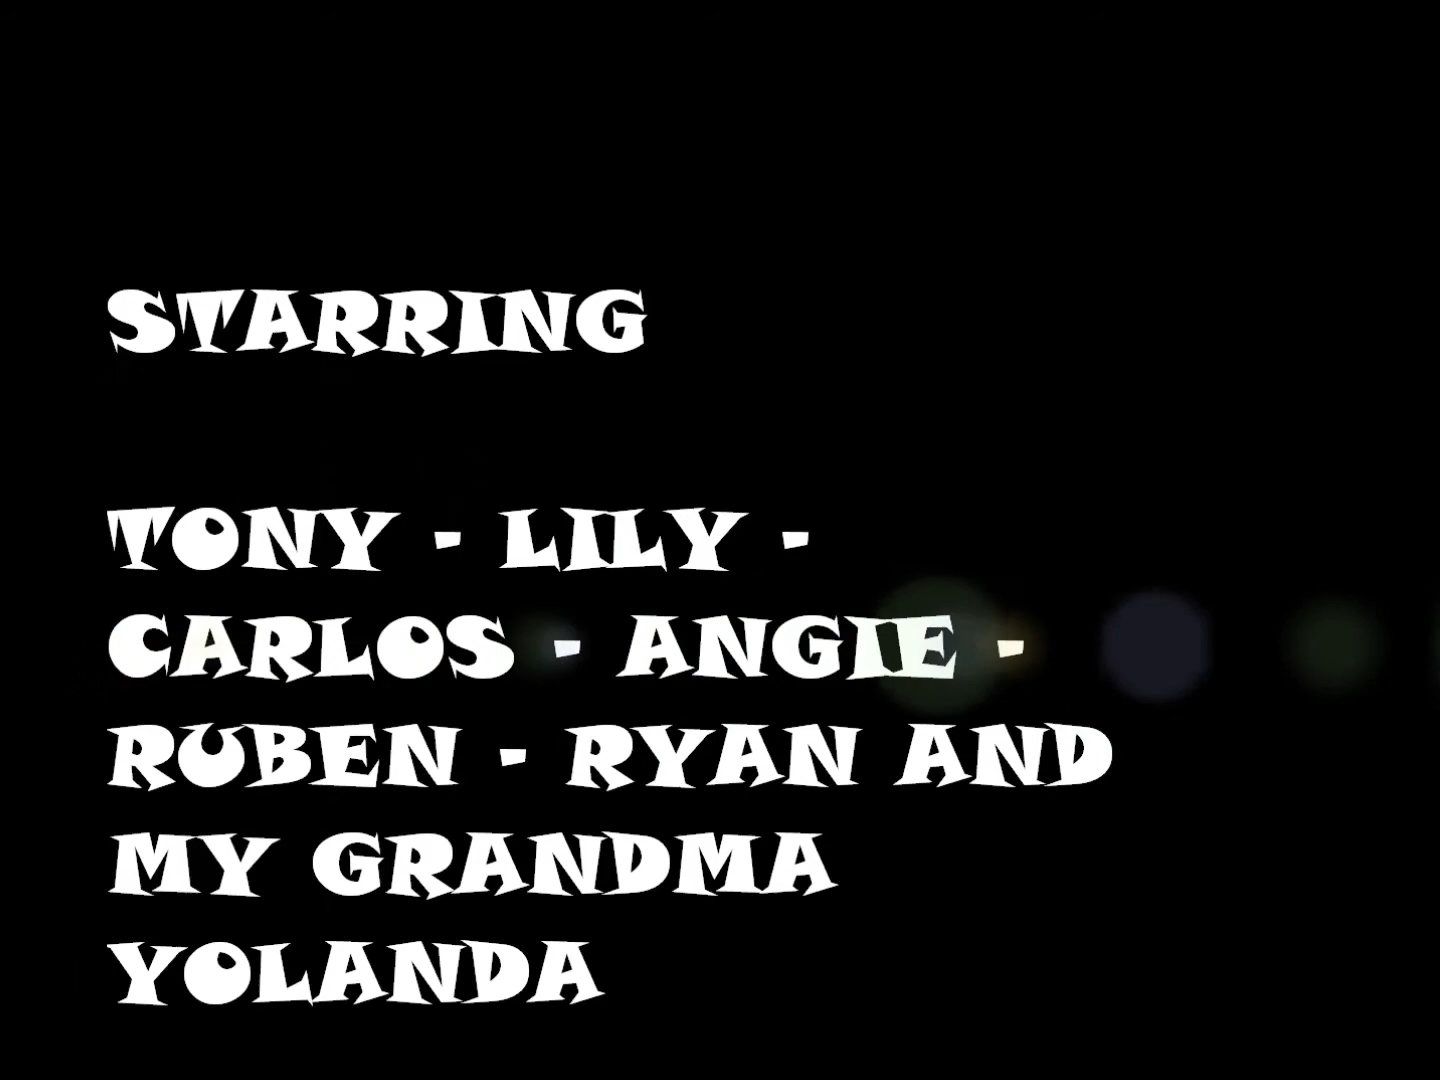 STARRING
TONY - LILY -
CARLOS - ANGIE -
RUBEN - RYAN AND
MY GRANDMA
YOLANDA